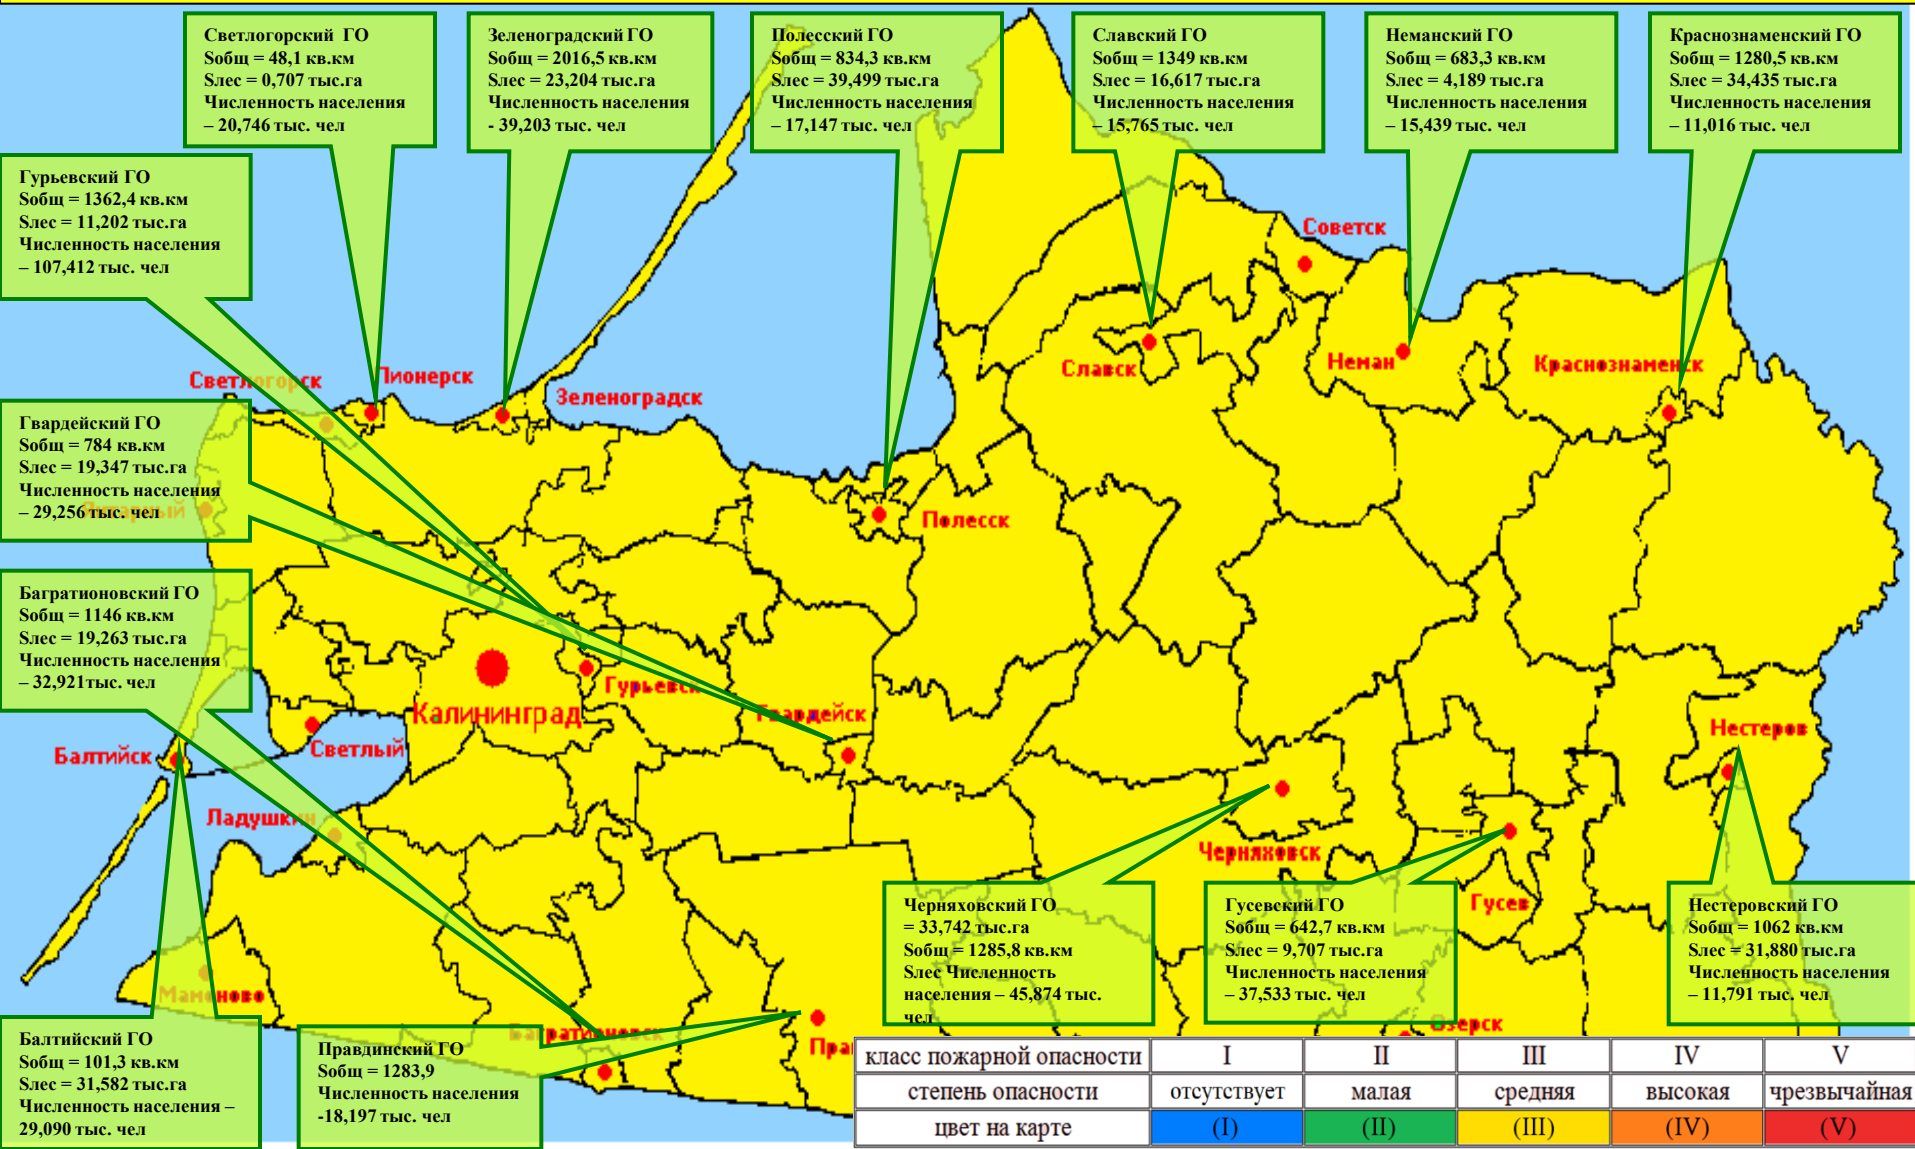 Светлогорский ГО
Sобщ = 48,1 кв.км
Sлес = 0,707 тыс.га
Численность населения
– 20,746 тыс. чел
Зеленоградский ГО
Sобщ = 2016,5 кв.км
Sлес = 23,204 тыс.га
Численность населения
- 39,203 тыс. чел
Полесский ГО
Sобщ = 834,3 кв.км
Sлес = 39,499 тыс.га
Численность населения
– 17,147 тыс. чел
Славский ГО
Sобщ = 1349 кв.км
Sлес = 16,617 тыс.га
Численность населения
– 15,765 тыс. чел
Неманский ГО
Sобщ = 683,3 кв.км
Sлес = 4,189 тыс.га
Численность населения
– 15,439 тыс. чел
Краснознаменский ГО
Sобщ = 1280,5 кв.км
Sлес = 34,435 тыс.га
Численность населения
– 11,016 тыс. чел
Гурьевский ГО
Sобщ = 1362,4 кв.км
Sлес = 11,202 тыс.га
Численность населения
– 107,412 тыс. чел
Советск
Славск
Неман
Краснознаменск
Светлогорск
Пионерск
Зеленоградск
Гвардейский ГО
Sобщ = 784 кв.км
Sлес = 19,347 тыс.га
Численность населения
– 29,256 тыс. чел
Янтарный
Полесск
Багратионовский ГО
Sобщ = 1146 кв.км
Sлес = 19,263 тыс.га
Численность населения
– 32,921тыс. чел
Гурьевск
Калининград
Гвардейск
Нестеров
Балтийск
Светлый
Ладушкин
Черняховск
Гусев
Мамоново
Багратионовск
Озерск
Черняховский ГО
= 33,742 тыс.га
Sобщ = 1285,8 кв.км
Sлес Численность
населения – 45,874 тыс.
чел
Гусевский ГО
Sобщ = 642,7 кв.км
Sлес = 9,707 тыс.га
Численность населения
– 37,533 тыс. чел
Нестеровский ГО
Sобщ = 1062 кв.км
Sлес = 31,880 тыс.га
Численность населения
– 11,791 тыс. чел
Балтийский ГО
Sобщ = 101,3 кв.км
Sлес = 31,582 тыс.га
Численность населения –
29,090 тыс. чел
Правдинский ГО
Sобщ = 1283,9
Численность населения
-18,197 тыс. чел
Пра
класс пожарной опасности I II III IV V
степень опасности отсутствует малая средняя высокая чрезвычайная
цвет на карте (I) (II) (III) (IV) (V)